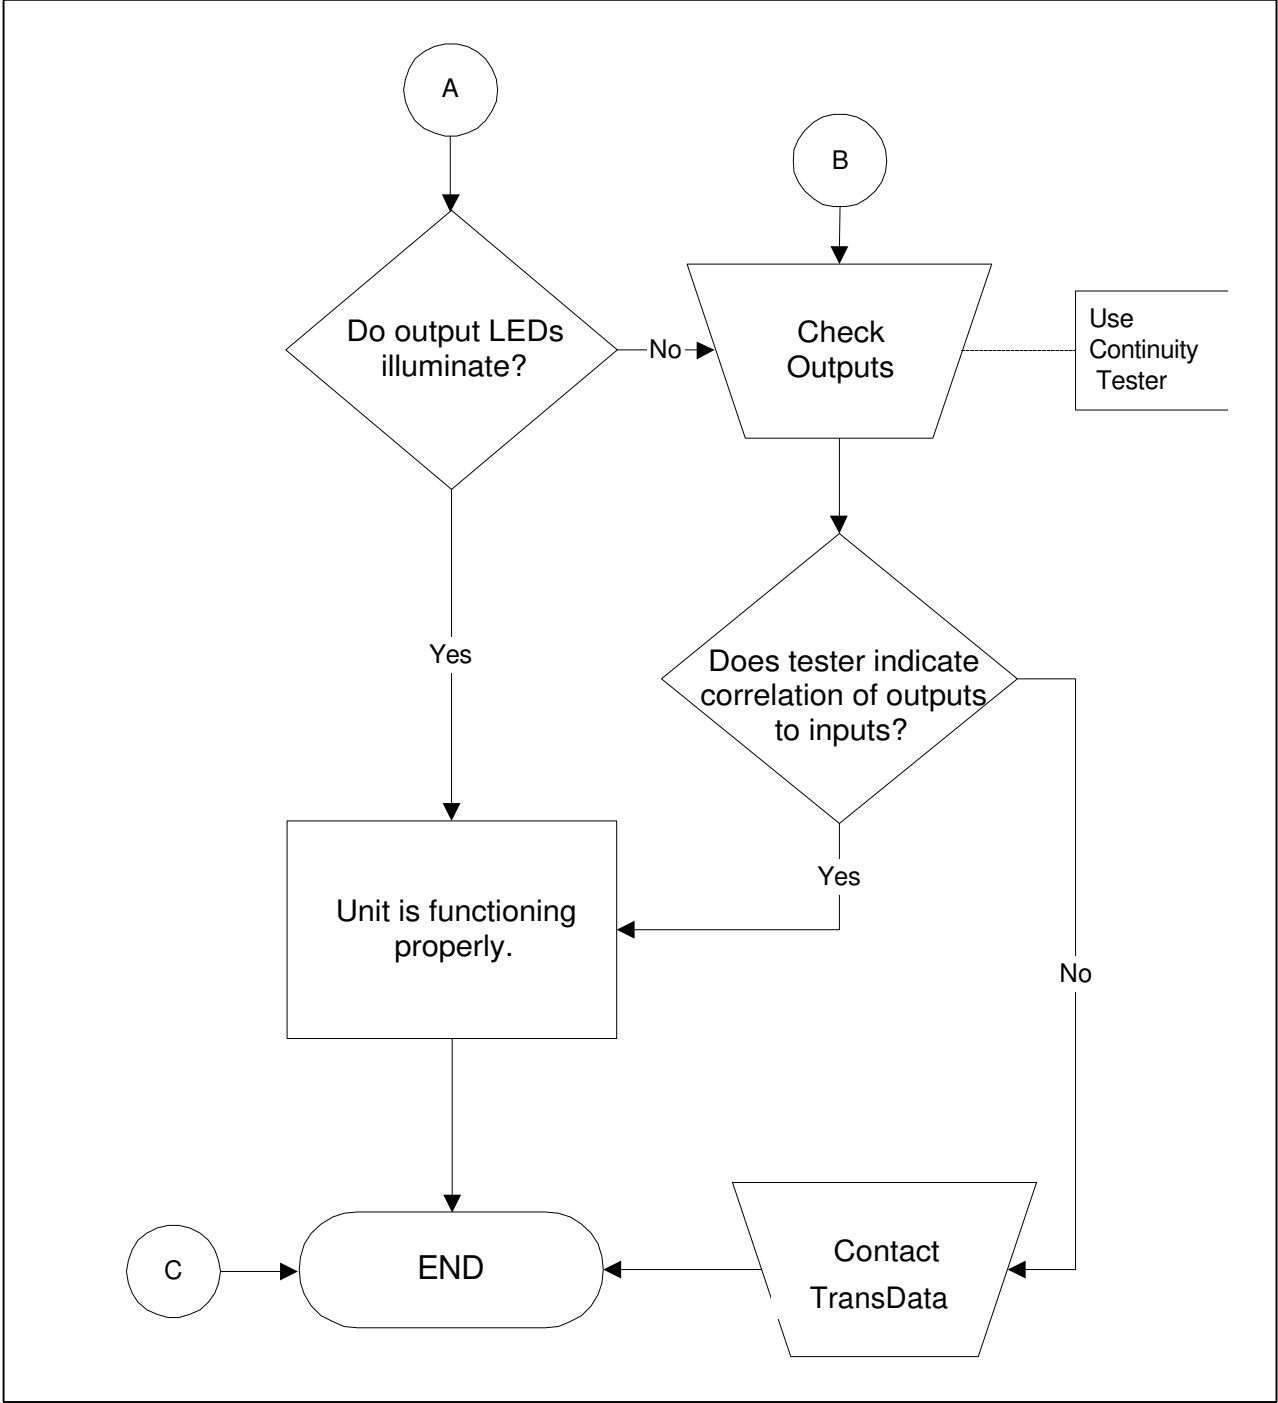 A
B
Do output LEDs
illuminate?
No
Check
Outputs
Use
Continuity
Tester
Yes
Does tester indicate
correlation of outputs
to inputs?
Yes
Unit is functioning
properly.
No
C
END
Contact
TransData